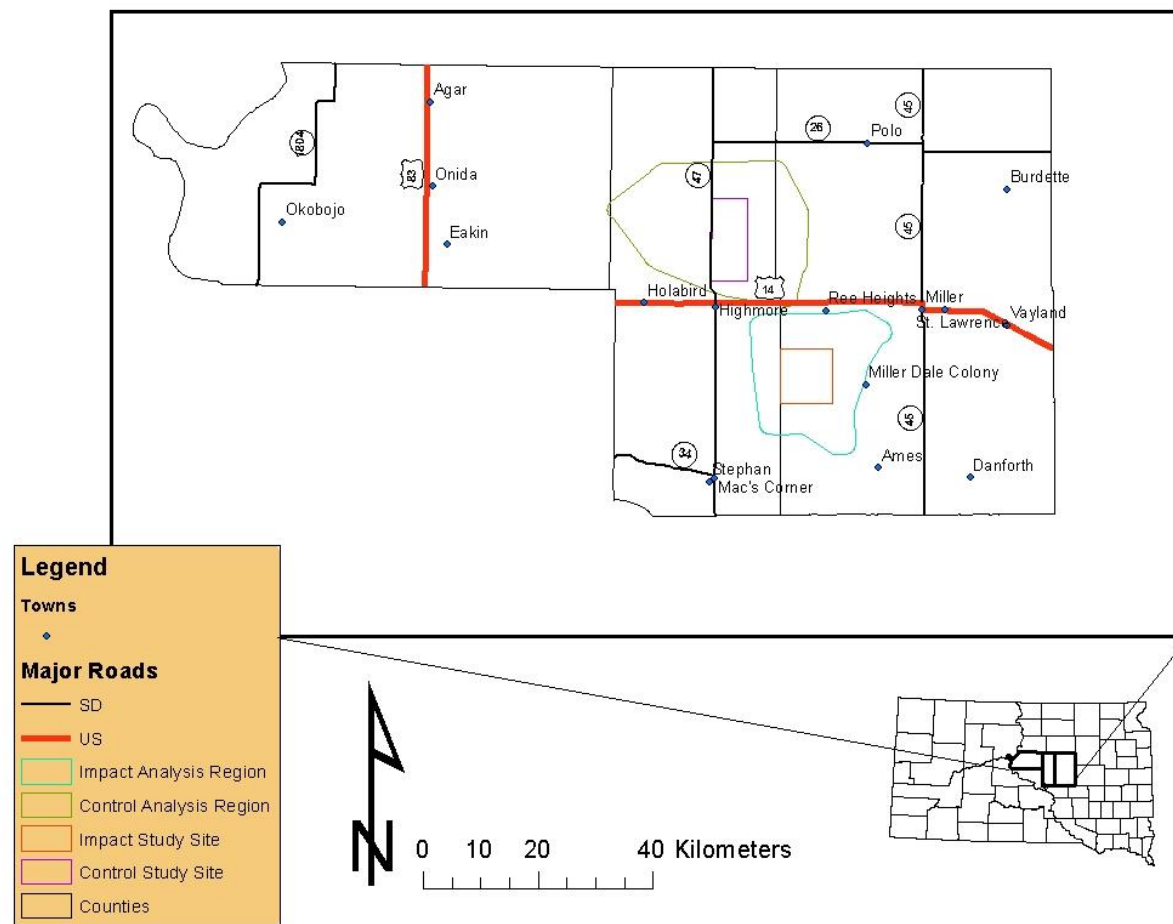 Agar
45
26
Polo
1804
83
Onida
47
Burdette
Okobojo
45
Eakin
14
Holabird
Highmore
Ree Heights
Miller
St. Lawrence
Vayland
Miller Dale Colony
45
34
Stephan
Mac's Corner
Ames
Danforth
Legend
Towns
Major Roads
SD
US
Impact Analysis Region
Control Analysis Region
Impact Study Site
Control Study Site
Counties
N
0 10 20 40 Kilometers